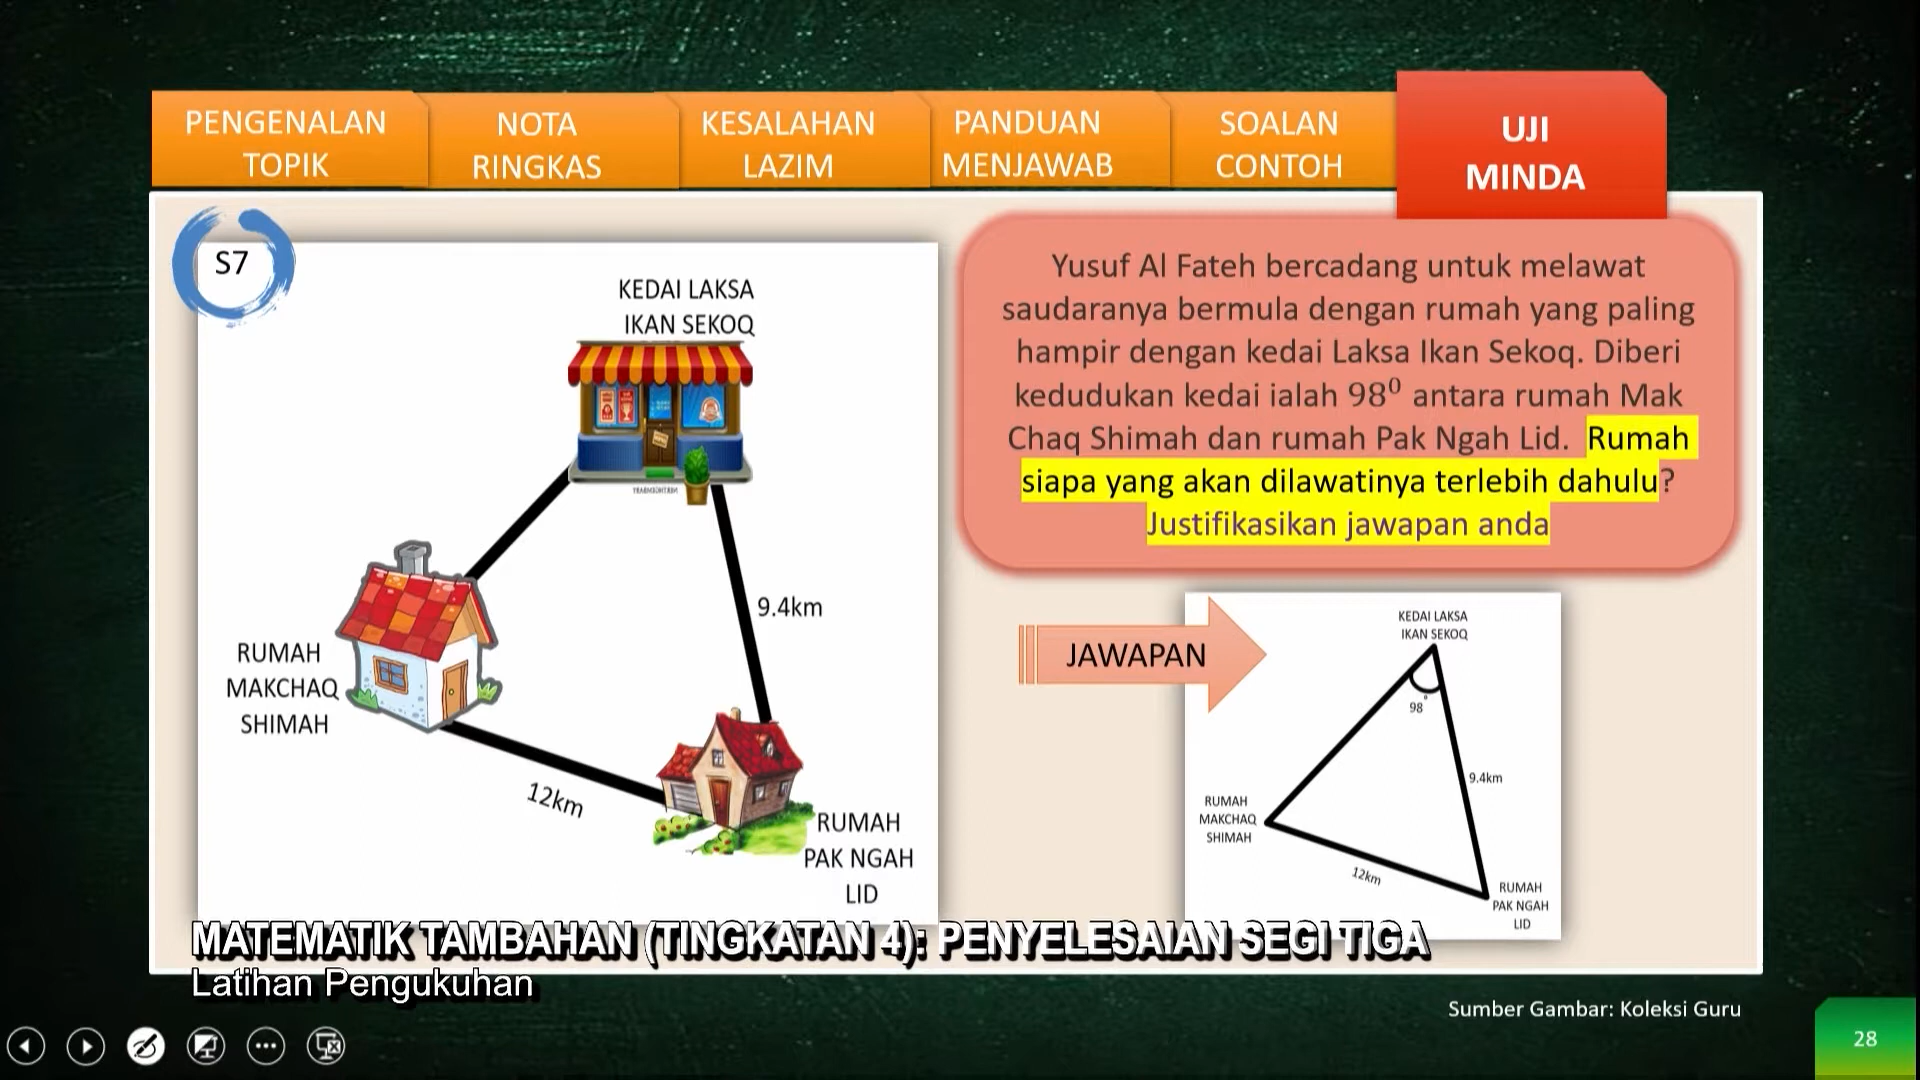 PENGENALAN
TOPIK
NOTA
RINGKAS
KESALAHAN
LAZIM
PANDUAN
MENJAWAB
SOALAN
CONTOH
UJI
MINDA
S7
KEDAI LAKSA
IKAN SEKOQ
9.4km
RUMAH
MAKCHAQ
SHIMAH
12km
RUMAH
PAK NGAH
LID
Yusuf Al Fateh bercadang untuk melawat
saudaranya bermula dengan rumah yang paling
hampir dengan kedai Laksa Ikan Sekoq. Diberi
kedudukan kedai ialah 98⁰ antara rumah Mak
Chaq Shimah dan rumah Pak Ngah Lid. Rumah
siapa yang akan dilawatinya terlebih dahulu?
Justifikasikan jawapan anda
JAWAPAN
KEDAI LAKSA
IKAN SEKOQ
98°
9.4km
RUMAH
MAKCHAQ
SHIMAH
12km
RUMAH
PAK NGAH
LID
MATEMATIK TAMBAHAN (TINGKATAN 4): PENYELESAIAN SEGI TIGA
Latihan Pengukuhan
Sumber Gambar: Koleksi Guru
28